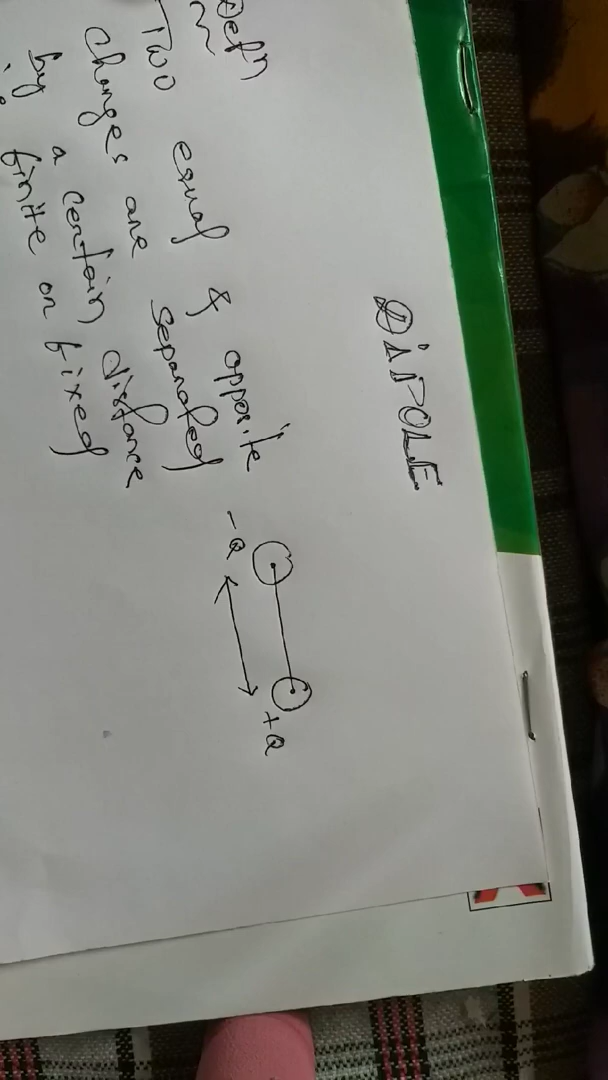 DiPOLE
Defn
Two equal & opposite
charges are separated
by a certain distance
finite or fixed
-Q
+Q